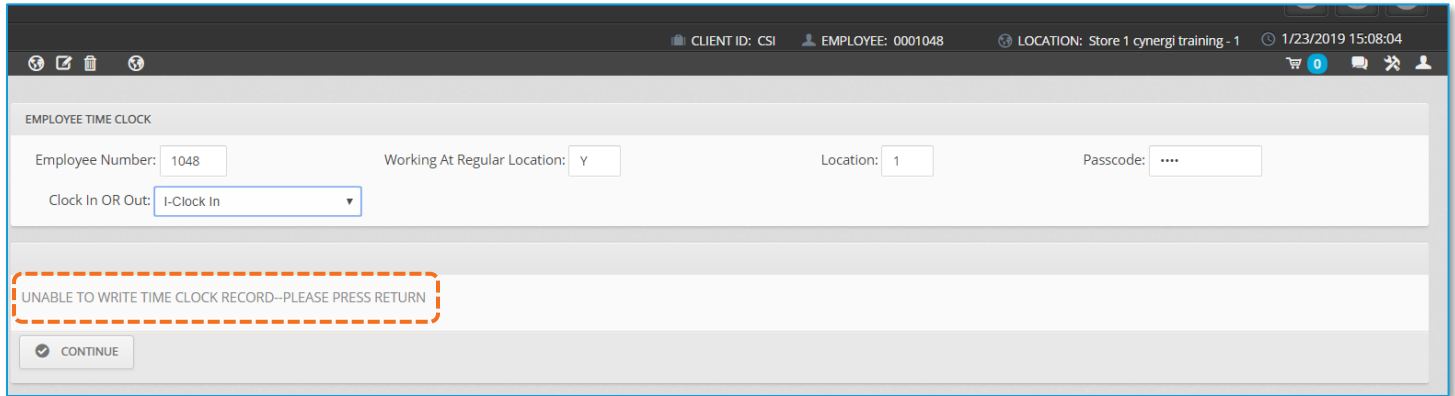 CLIENT ID: CSI EMPLOYEE: 0001048 LOCATION: Store 1 cynergi training - 1 1/23/2019 15:08:04
0
EMPLOYEE TIME CLOCK
Employee Number: 1048 Working At Regular Location: Y Location: 1 Passcode: ••••
Clock In OR Out: I-Clock In
UNABLE TO WRITE TIME CLOCK RECORD--PLEASE PRESS RETURN
CONTINUE